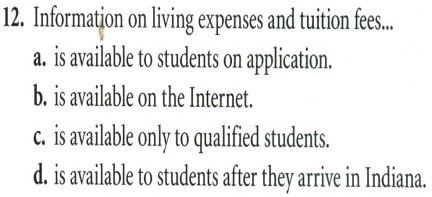 12. Information on living expenses and tuition fees...
a. is available to students on application.
b. is available on the Internet.
c. is available only to qualified students.
d. is available to students after they arrive in Indiana.